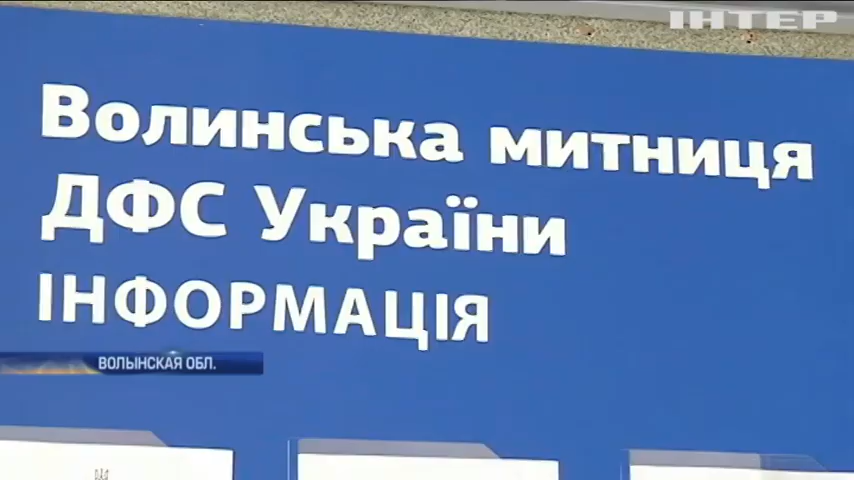 ІНТЕР
Волинська митниця
ДФС України
ІНФОРМАЦІЯ
ВОЛЫНСКАЯ ОБЛ.